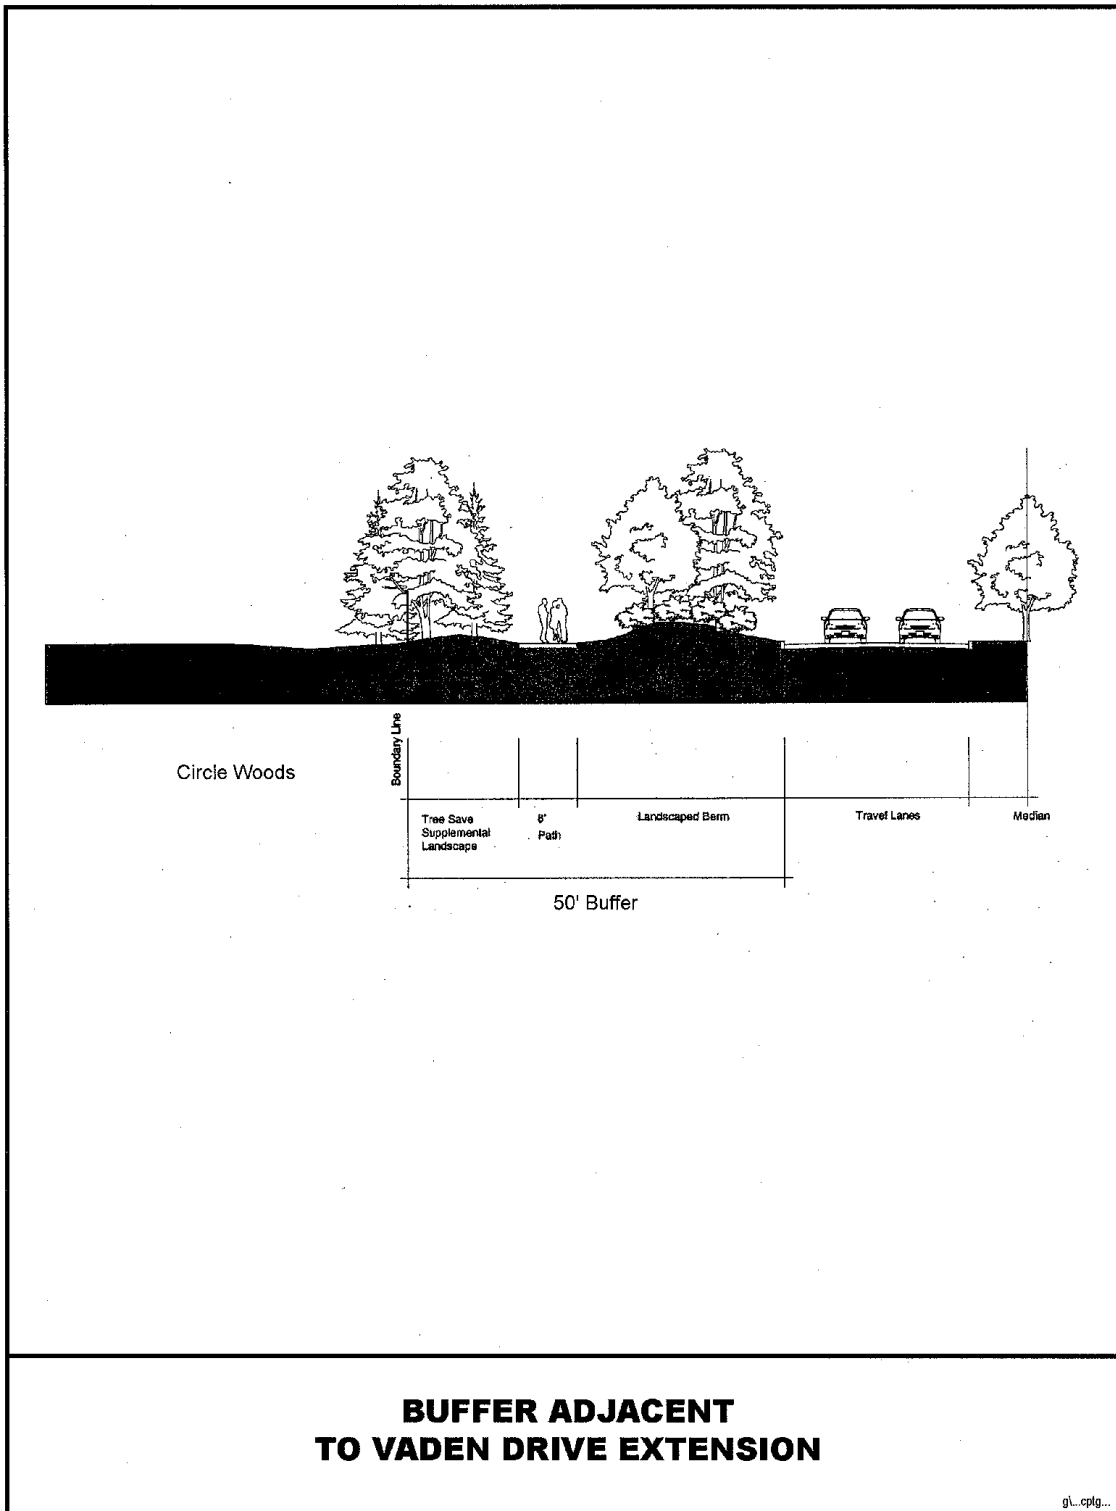 Boundary Line
Circle Woods
Tree Save
Supplemental
Landscape
8'
Path
Landscaped Berm
Travel Lanes
Median
50' Buffer
BUFFER ADJACENT
TO VADEN DRIVE EXTENSION
g\...cptg...